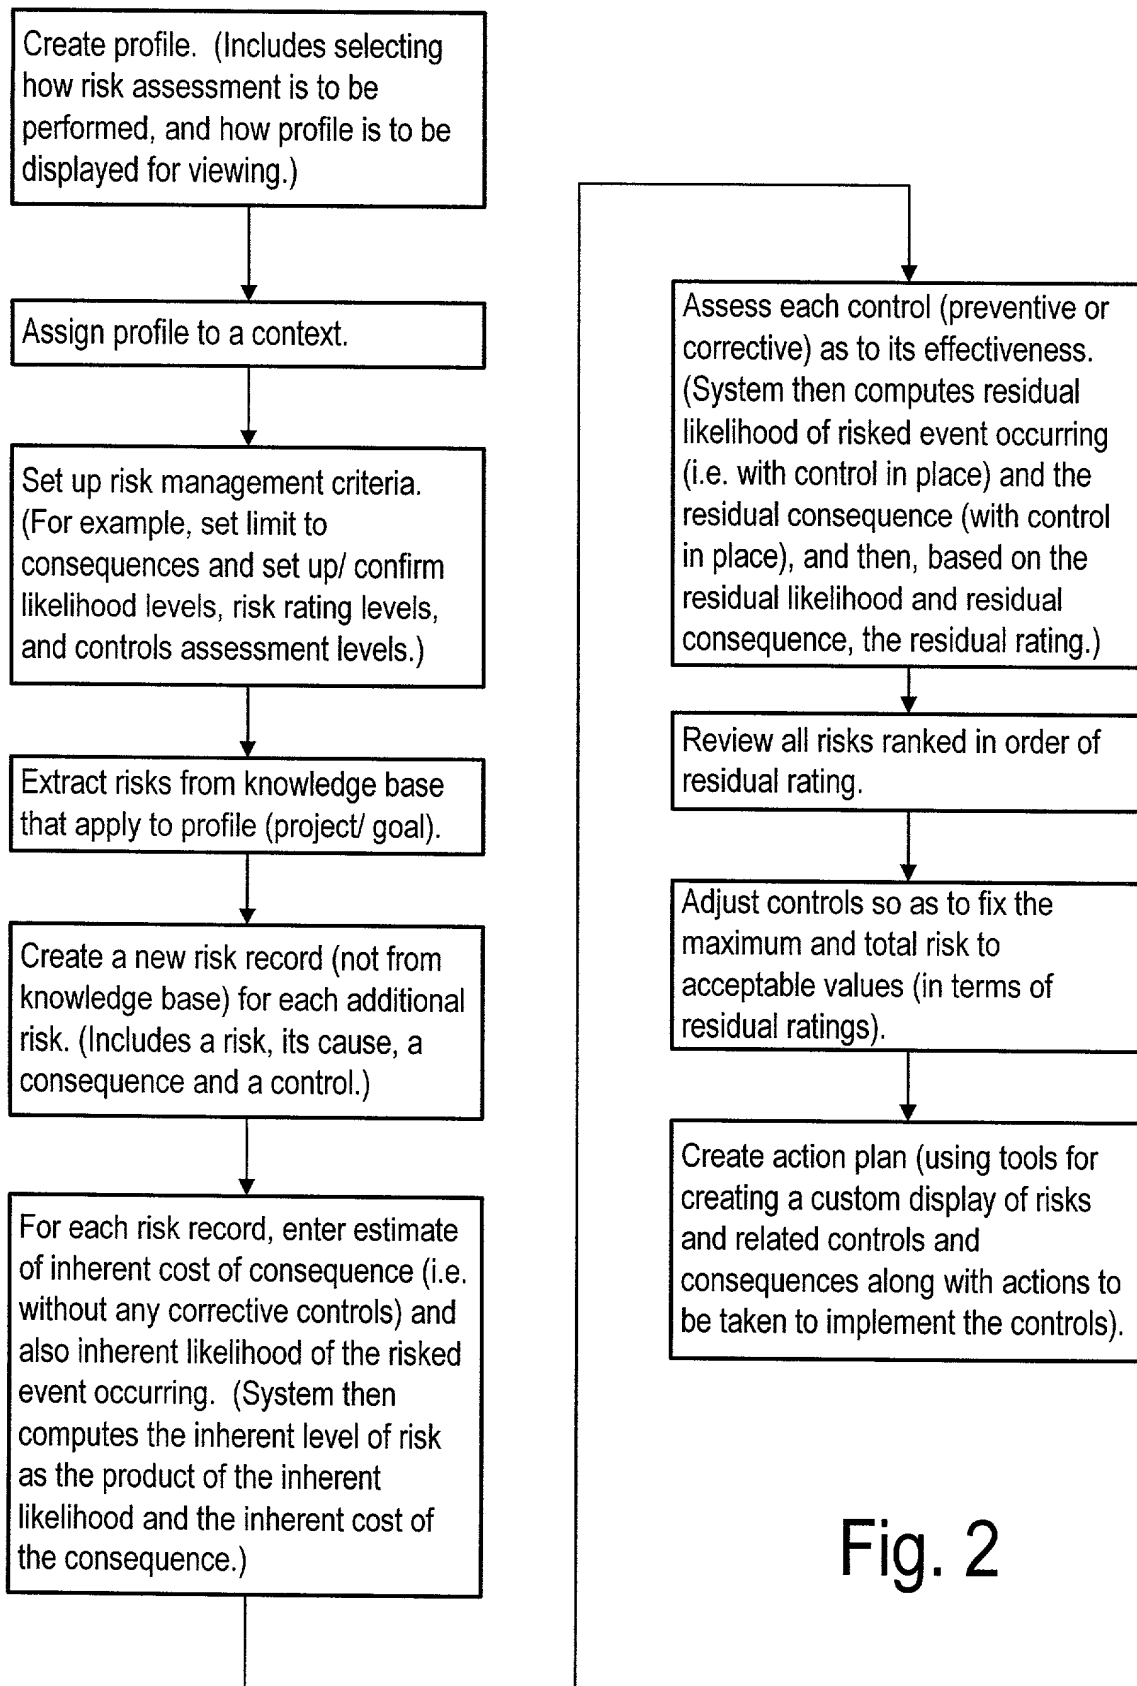 Create profile. (Includes selecting
how risk assessment is to be
performed, and how profile is to be
displayed for viewing.)
Assign profile to a context.
Set up risk management criteria.
(For example, set limit to
consequences and set up/ confirm
likelihood levels, risk rating levels,
and controls assessment levels.)
Extract risks from knowledge base
that apply to profile (project/ goal).
Create a new risk record (not from
knowledge base) for each additional
risk. (Includes a risk, its cause, a
consequence and a control.)
For each risk record, enter estimate
of inherent cost of consequence (i.e.
without any corrective controls) and
also inherent likelihood of the risked
event occurring. (System then
computes the inherent level of risk
as the product of the inherent
likelihood and the inherent cost of
the consequence.)
Assess each control (preventive or
corrective) as to its effectiveness.
(System then computes residual
likelihood of risked event occurring
(i.e. with control in place) and the
residual consequence (with control
in place), and then, based on the
residual likelihood and residual
consequence, the residual rating.)
Review all risks ranked in order of
residual rating.
Adjust controls so as to fix the
maximum and total risk to
acceptable values (in terms of
residual ratings).
Create action plan (using tools for
creating a custom display of risks
and related controls and
consequences along with actions to
be taken to implement the controls).
Fig. 2